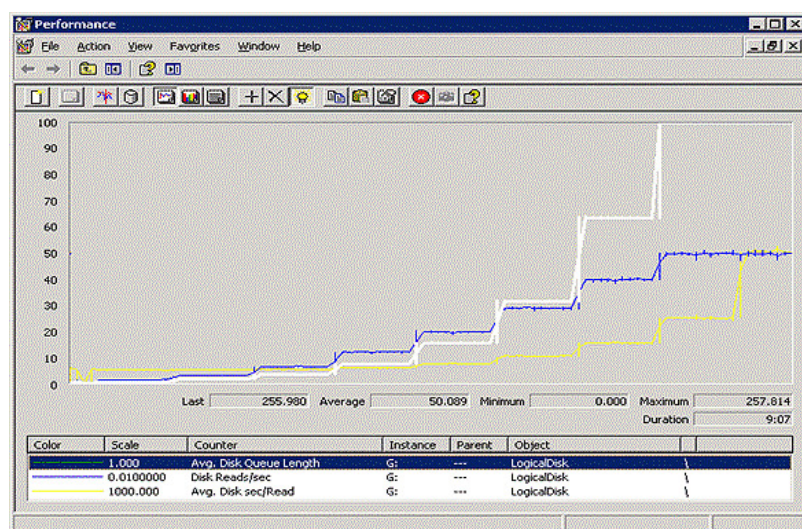 Performance
File Action View Favorites Window Help
100
90
80
70
60
50
40
30
20
10
0
Last 255.980 Average 50.089 Minimum 0.000 Maximum 257.814
Duration 9:07
Color Scale Counter Instance Parent Object
1.000 Avg. Disk Queue Length G: --- LogicalDisk \
0.0100000 Disk Reads/sec G: --- LogicalDisk \
1000.000 Avg. Disk sec/Read G: --- LogicalDisk \